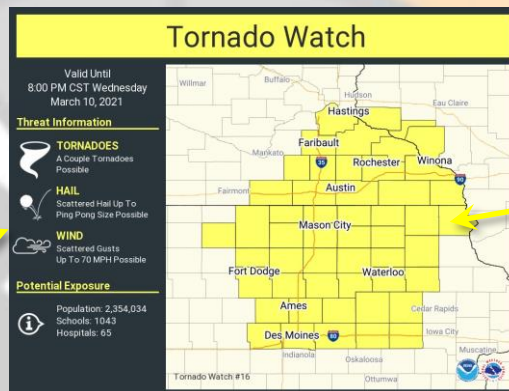 Tornado Watch
Valid Until
8:00 PM CST Wednesday
March 10, 2021
Threat Information
TORNADOES
A Couple Tornadoes
Possible
HAIL
Scattered Hail Up To
Ping Pong Size Possible
WIND
Scattered Gusts
Up To 70 MPH Possible
Potential Exposure
Population: 2,354,034
Schools: 1043
Hospitals: 65
Willmar
Buffalo
Hudson
Eau Claire
Hastings
Faribault
Mankato
35
Rochester
Winona
90
Fairmont
Austin
Mason City
Fort Dodge
Waterloo
Ames
Cedar Rapids
Des Moines
80
Iowa City
Indianola
Oskaloosa
Muscatine
Ottumwa
Tornado Watch #16